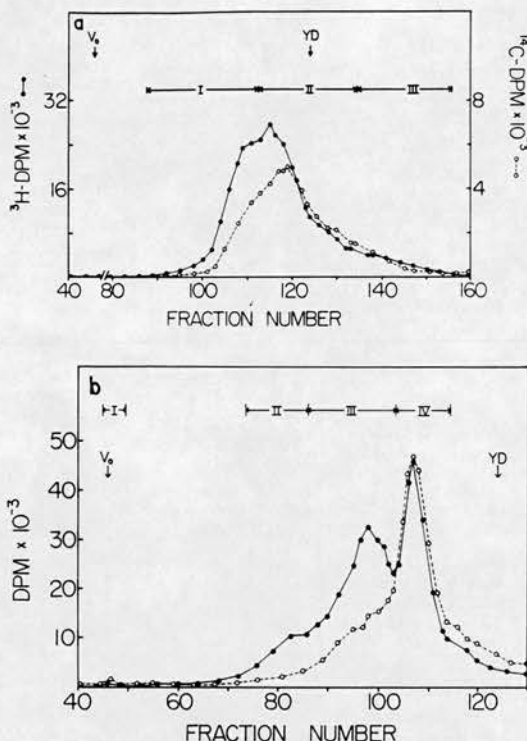 a
V₀
YD
I
II
III
³H-DPM × 10⁻³
32
16
¹⁴C-DPM × 10³
8
4
40
80
100
120
140
160
FRACTION NUMBER
b
I
II
III
IV
V₀
YD
DPM × 10⁻³
50
40
30
20
10
40
60
80
100
120
FRACTION NUMBER